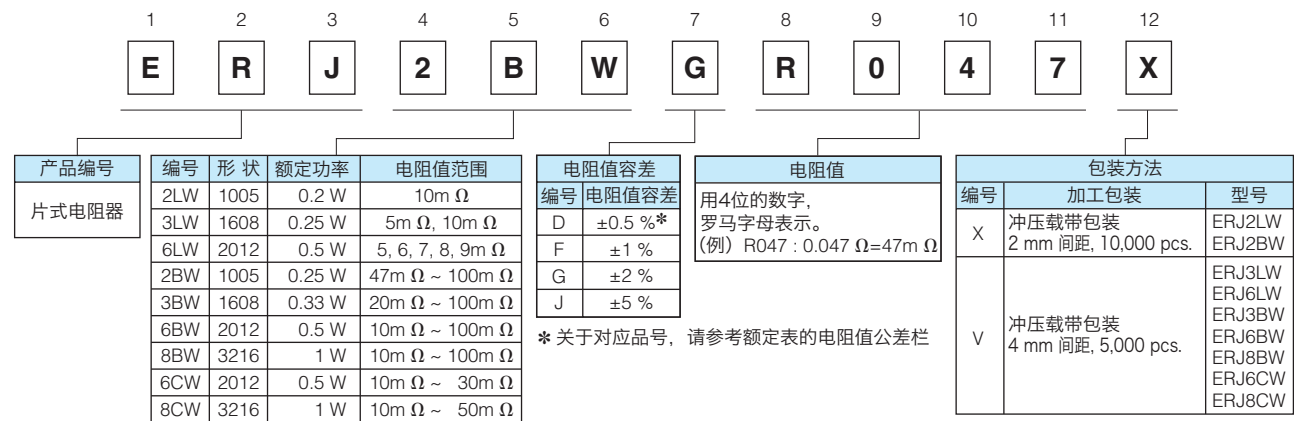 1 2 3 4 5 6 7 8 9 10 11 12
E R J 2 B W G R 0 4 7 X
产品编号
片式电阻器
编号 形 状 额定功率 电阻值范围
2LW 1005 0.2 W 10m Ω
3LW 1608 0.25 W 5m Ω, 10m Ω
6LW 2012 0.5 W 5, 6, 7, 8, 9m Ω
2BW 1005 0.25 W 47m Ω ~ 100m Ω
3BW 1608 0.33 W 20m Ω ~ 100m Ω
6BW 2012 0.5 W 10m Ω ~ 100m Ω
8BW 3216 1 W 10m Ω ~ 100m Ω
6CW 2012 0.5 W 10m Ω ~ 30m Ω
8CW 3216 1 W 10m Ω ~ 50m Ω
电阻值容差
编号 电阻值容差
D ±0.5 %*
F ±1 %
G ±2 %
J ±5 %
* 关于对应品号，请参考额定表的电阻值公差栏
电阻值
用4位的数字，
罗马字母表示。
(例）R047 : 0.047 Ω=47m Ω
包装方法
编号 加工包装 型号
X
冲压载带包装
2 mm 间距, 10,000 pcs.
ERJ2LW
ERJ2BW
V
冲压载带包装
4 mm 间距, 5,000 pcs.
ERJ3LW
ERJ6LW
ERJ3BW
ERJ6BW
ERJ8BW
ERJ6CW
ERJ8CW